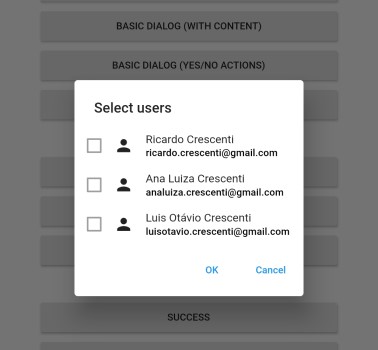 BASIC DIALOG (WITH CONTENT)
BASIC DIALOG (YES/NO ACTIONS)
Select users
Ricardo Crescenti
ricardo.crescenti@gmail.com
Ana Luiza Crescenti
analuiza.crescenti@gmail.com
Luis Otávio Crescenti
luisotavio.crescenti@gmail.com
OK
Cancel
SUCCESS